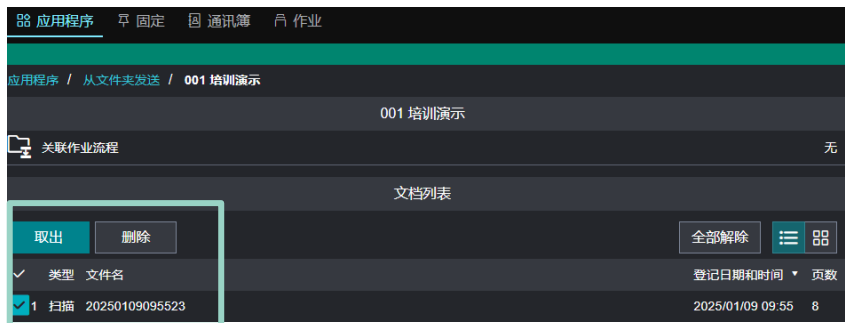 应用程序 固定 通讯簿 作业
应用程序 / 从文件夹发送 / 001 培训演示
001 培训演示
关联作业流程 无
文档列表
取出 删除 全部解除
类型 文件名 登记日期和时间 ▼ 页数
1 扫描 20250109095523 2025/01/09 09:55 8